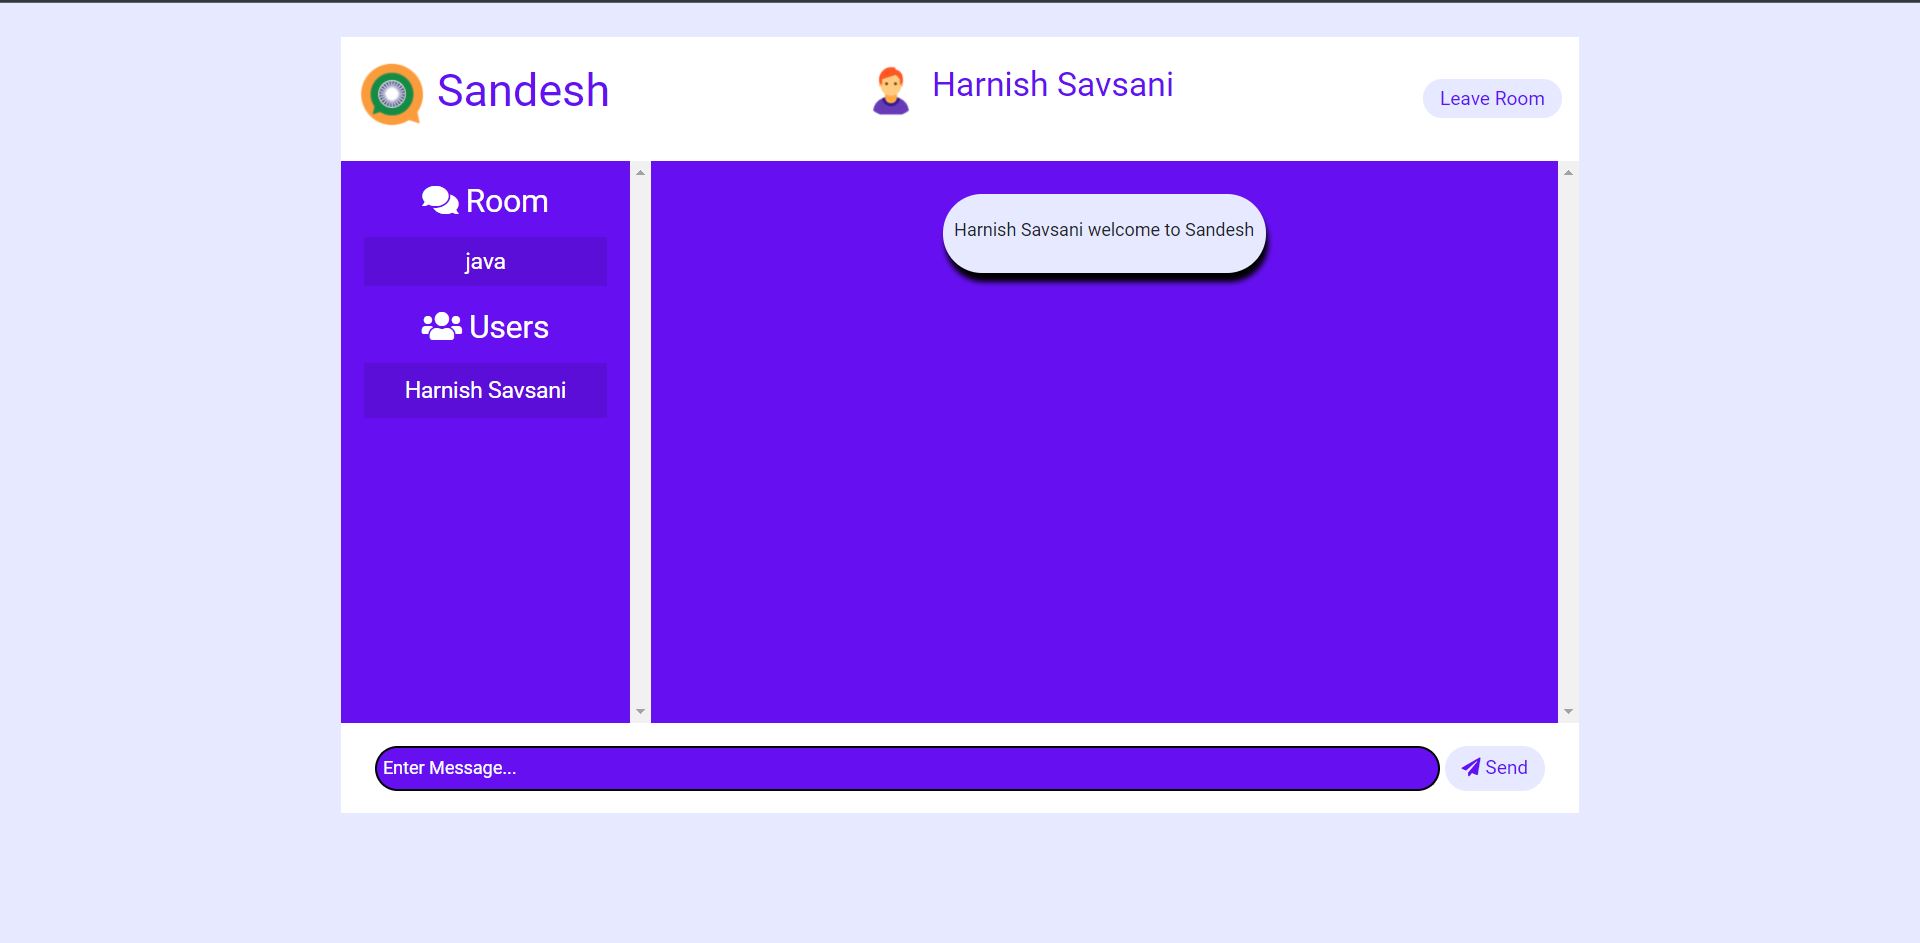 Sandesh
Harnish Savsani
Leave Room
Room
java
Users
Harnish Savsani
Harnish Savsani welcome to Sandesh
Enter Message...
Send